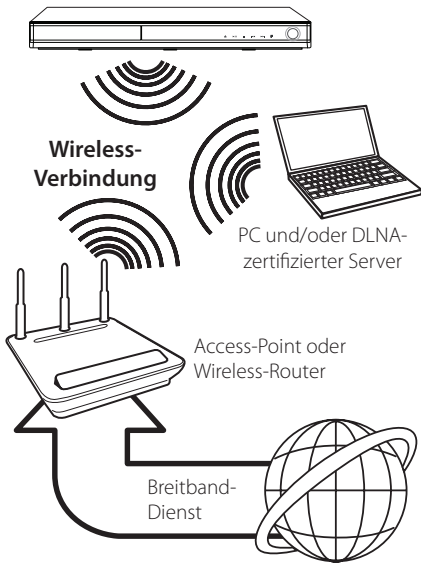 Wireless-
Verbindung
PC und/oder DLNA-
zertifizierter Server
Access-Point oder
Wireless-Router
Breitband-
Dienst